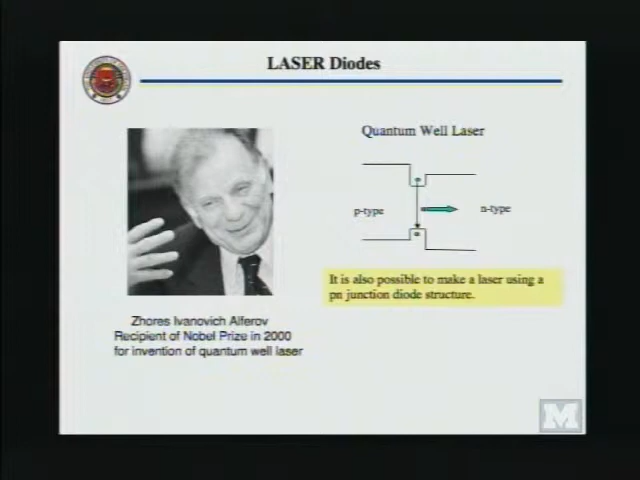 LASER Diodes
Quantum Well Laser
p-type
n-type
It is also possible to make a laser using a
pn junction diode structure.
Zhores Ivanovich Alferov
Recipient of Nobel Prize in 2000
for invention of quantum well laser
M